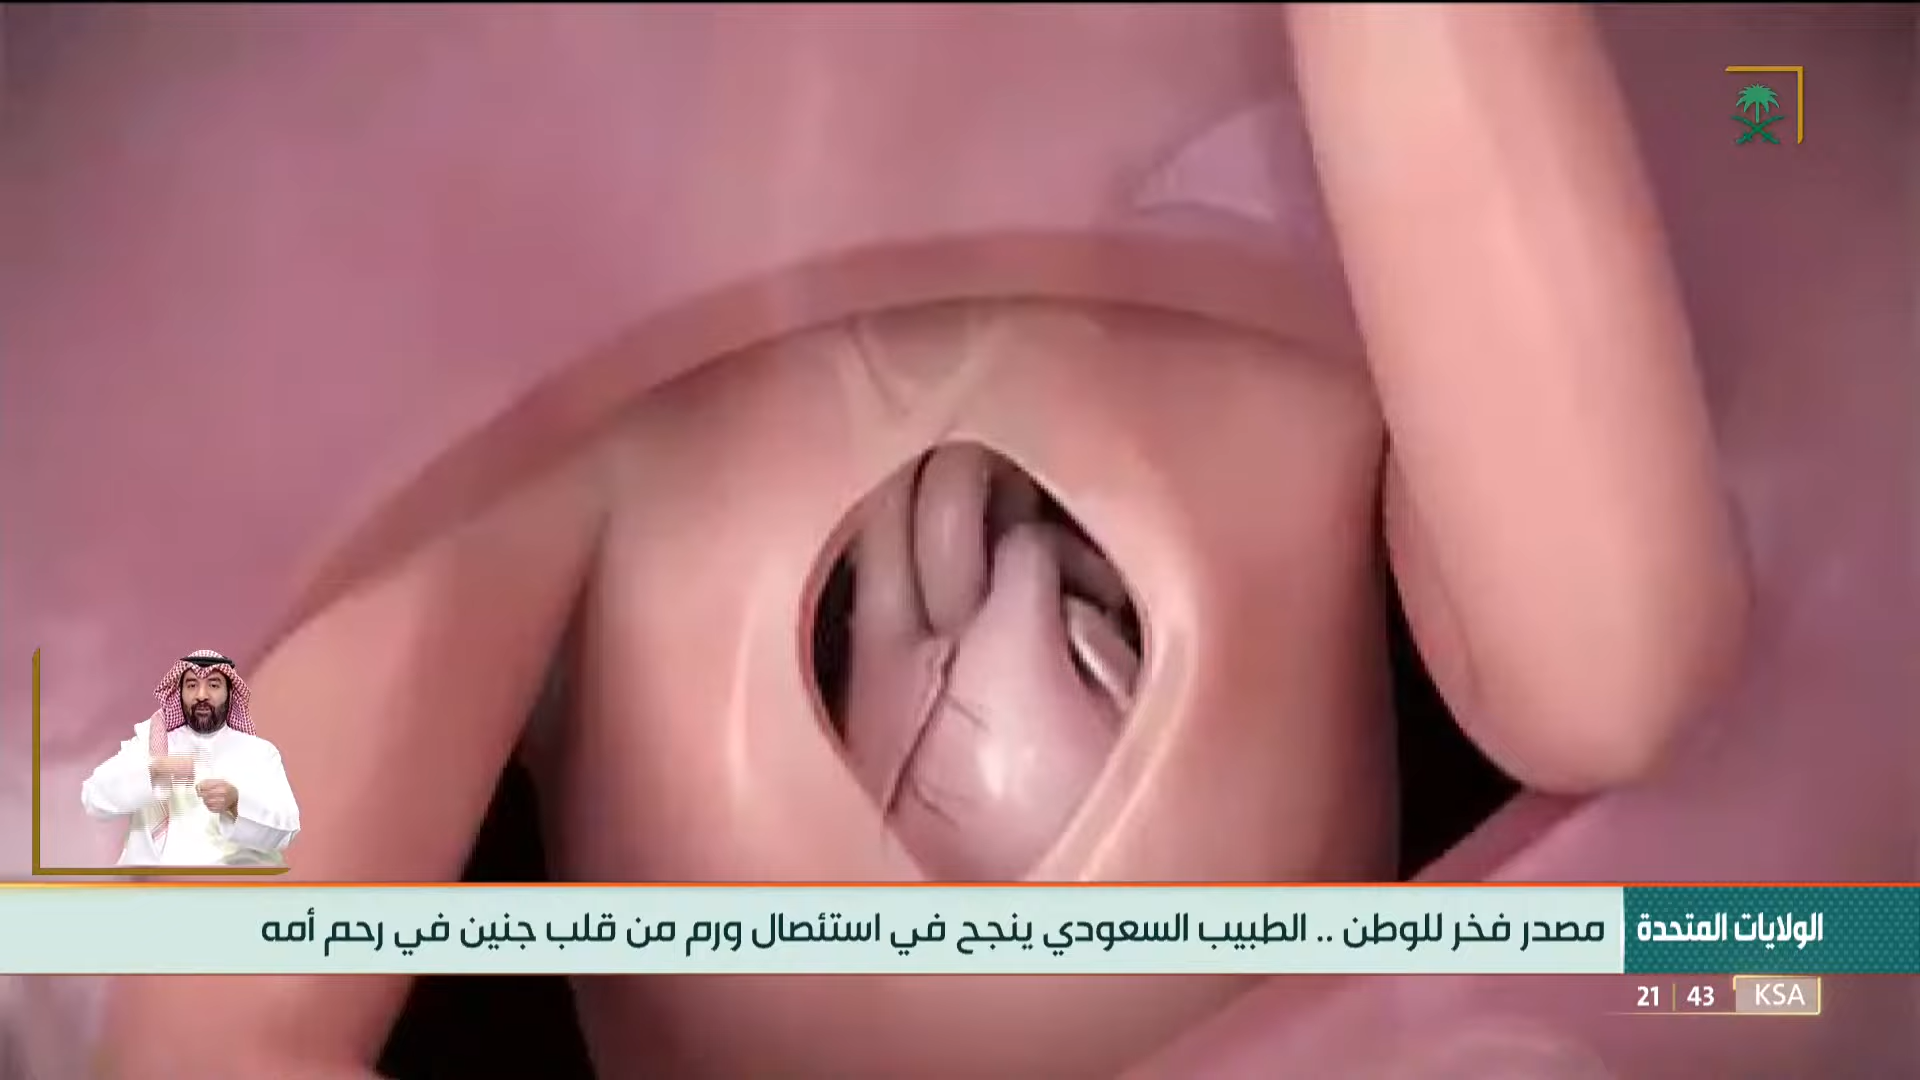 الولايات المتحدة
مصدر فخر للوطن .. الطبيب السعودي ينجح في استئصال ورم من قلب جنين في رحم أمه
21 | 43 KSA